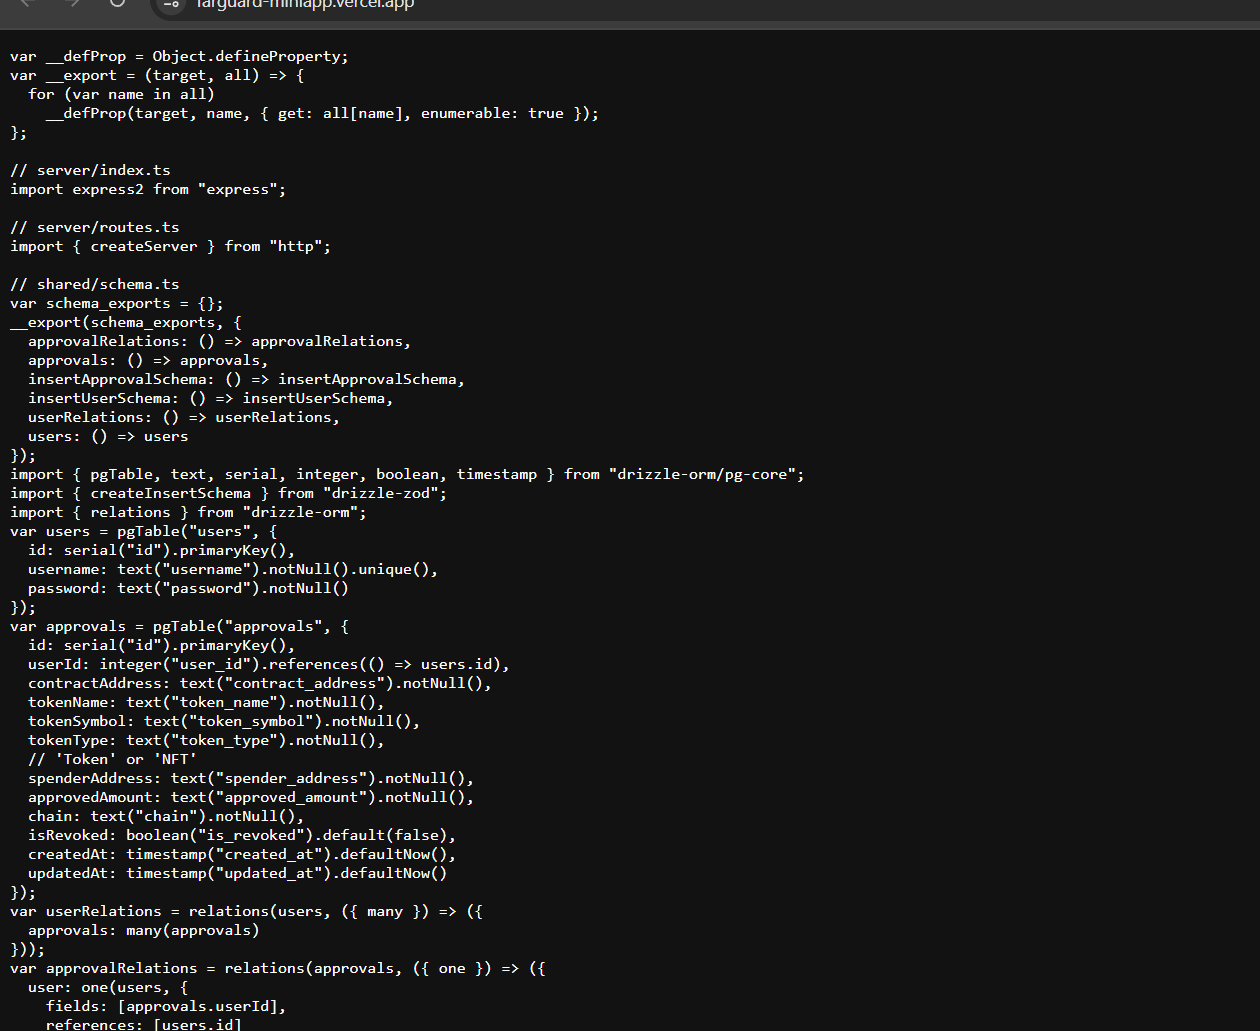 farguard-miniapp.vercel.app
var __defProp = Object.defineProperty;
var __export = (target, all) => {
  for (var name in all)
    __defProp(target, name, { get: all[name], enumerable: true });
};

// server/index.ts
import express2 from "express";

// server/routes.ts
import { createServer } from "http";

// shared/schema.ts
var schema_exports = {};
__export(schema_exports, {
  approvalRelations: () => approvalRelations,
  approvals: () => approvals,
  insertApprovalSchema: () => insertApprovalSchema,
  insertUserSchema: () => insertUserSchema,
  userRelations: () => userRelations,
  users: () => users
});
import { pgTable, text, serial, integer, boolean, timestamp } from "drizzle-orm/pg-core";
import { createInsertSchema } from "drizzle-zod";
import { relations } from "drizzle-orm";
var users = pgTable("users", {
  id: serial("id").primaryKey(),
  username: text("username").notNull().unique(),
  password: text("password").notNull()
});
var approvals = pgTable("approvals", {
  id: serial("id").primaryKey(),
  userId: integer("user_id").references(() => users.id),
  contractAddress: text("contract_address").notNull(),
  tokenName: text("token_name").notNull(),
  tokenSymbol: text("token_symbol").notNull(),
  tokenType: text("token_type").notNull(),
  // 'Token' or 'NFT'
  spenderAddress: text("spender_address").notNull(),
  approvedAmount: text("approved_amount").notNull(),
  chain: text("chain").notNull(),
  isRevoked: boolean("is_revoked").default(false),
  createdAt: timestamp("created_at").defaultNow(),
  updatedAt: timestamp("updated_at").defaultNow()
});
var userRelations = relations(users, ({ many }) => ({
  approvals: many(approvals)
}));
var approvalRelations = relations(approvals, ({ one }) => ({
  user: one(users, {
    fields: [approvals.userId],
    references: [users.id]